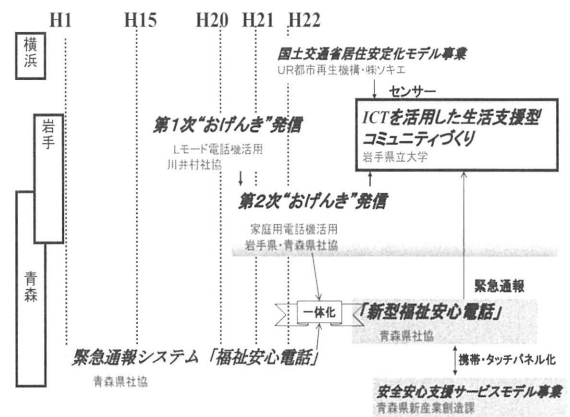 H1 H15 H20 H21 H22
横浜
国土交通省居住安定化モデル事業
UR都市再生機構・㈱ソキエ
センサー
ICTを活用した生活支援型
コミュニティづくり
岩手県立大学
岩手
第1次“おげんき”発信
Lモード電話機活用
川井村社協
第2次“おげんき”発信
家庭用電話機活用
岩手県・青森県社協
青森
緊急通報
一体化
「新型福祉安心電話」
青森県社協
緊急通報システム「福祉安心電話」
青森県社協
携帯・タッチパネル化
安全安心支援サービスモデル事業
青森県新産業創造課